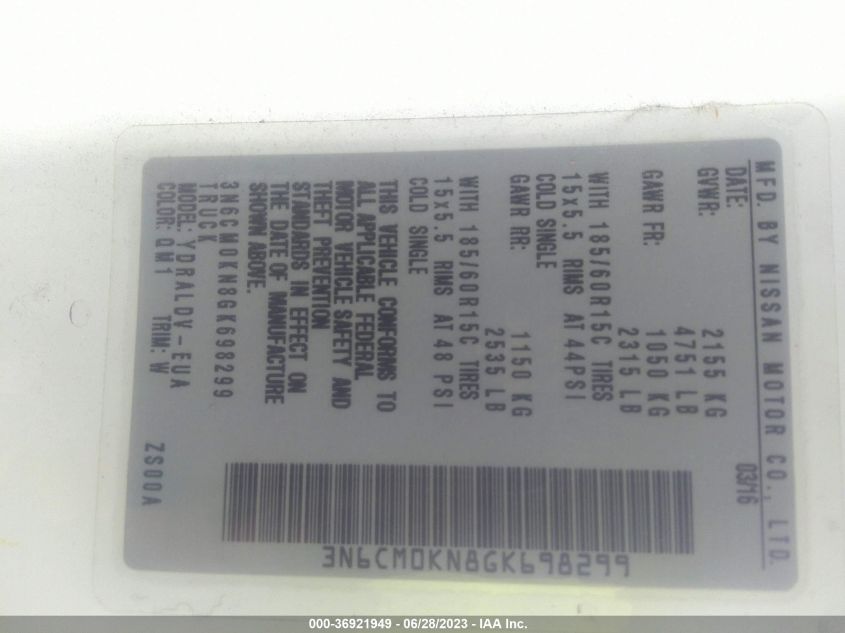 MFD. BY NISSAN MOTOR CO., LTD.
DATE: 03/16
GVWR: 2155 KG
4751 LB
GAWR FR: 1050 KG
2315 LB
WITH 185/60R15C TIRES
15x5.5 RIMS AT 44PSI
COLD SINGLE
GAWR RR: 1150 KG
2535 LB
WITH 185/60R15C TIRES
15x5.5 RIMS AT 48 PSI
COLD SINGLE
THIS VEHICLE CONFORMS TO
ALL APPLICABLE FEDERAL
MOTOR VEHICLE SAFETY AND
THEFT PREVENTION
STANDARDS IN EFFECT ON
THE DATE OF MANUFACTURE
SHOWN ABOVE.
3N6CM0KN8GK698299
TRUCK
MODEL: YDRALDV-EUA
COLOR: QM1 TRIM: W ZS00A
3N6CM0KN8GK698299
000-36921949 - 06/28/2023 - IAA Inc.